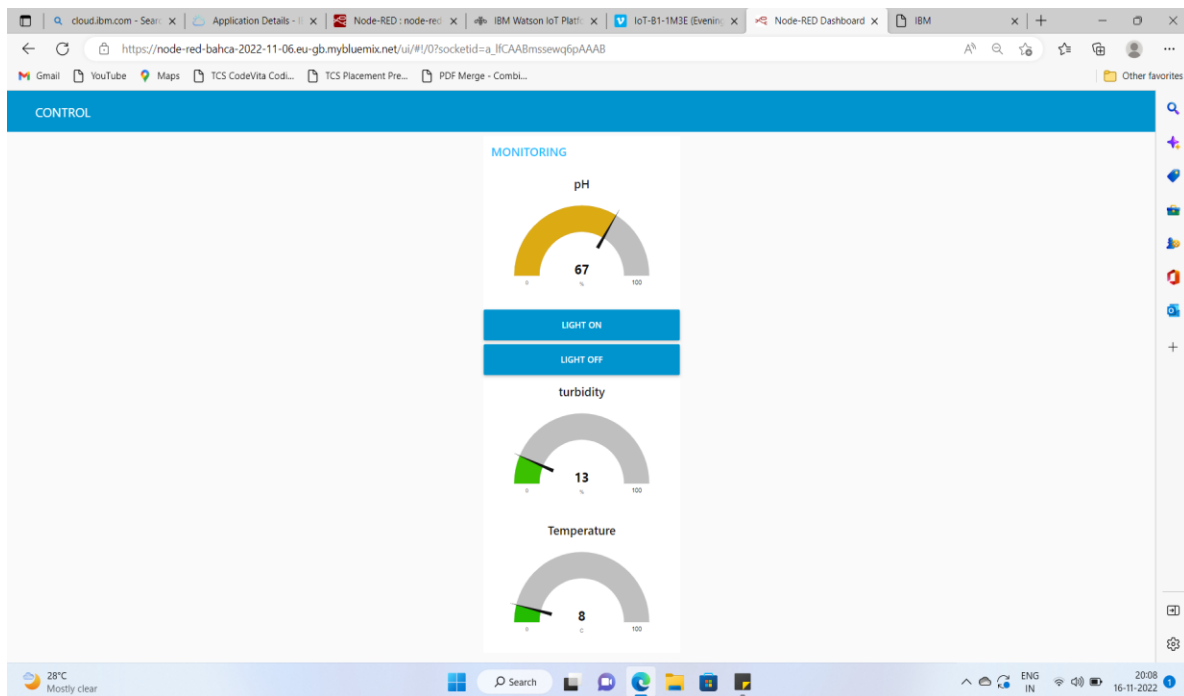 cloud.ibm.com - Sear
Application Details - I
Node-RED : node-red
IBM Watson IoT Platfo
IoT-B1-1M3E (Evening
Node-RED Dashboard
IBM
https://node-red-bahca-2022-11-06.eu-gb.mybluemix.net/ui/#!/0?socketid=a_lfCAABmssewq6pAAAB
Gmail YouTube Maps TCS CodeVita Codi... TCS Placement Pre... PDF Merge - Combi... Other favorites
CONTROL
MONITORING
pH
67
0 % 100
LIGHT ON
LIGHT OFF
turbidity
13
0 % 100
Temperature
8
0 C 100
28°C
Mostly clear
Search
ENG
IN
20:08
16-11-2022
1